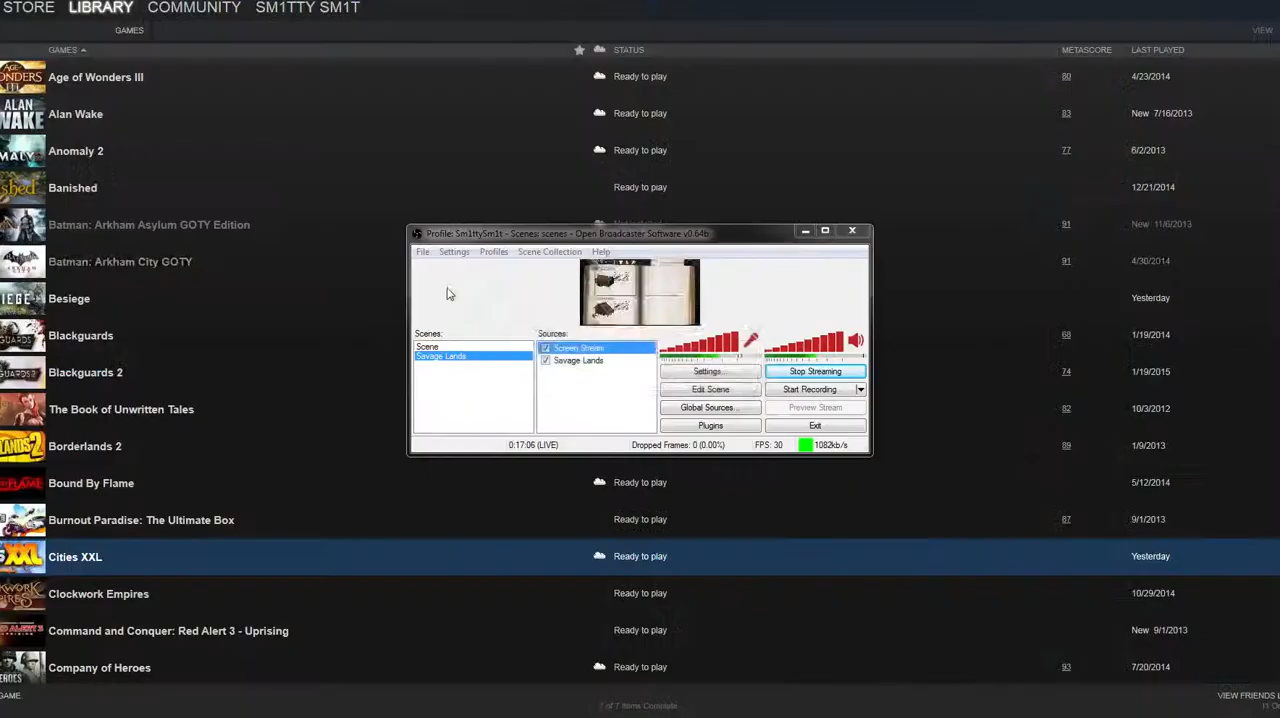 STORE LIBRARY COMMUNITY SM1TTY SM1T
GAMES VIEW
GAMES STATUS METASCORE LAST PLAYED
Age of Wonders III Ready to play 80 4/23/2014
ALAN WAKE Alan Wake Ready to play 83 New 7/16/2013
Anomaly 2 Ready to play 77 6/2/2013
Banished Ready to play 12/21/2014
Batman: Arkham Asylum GOTY Edition 91 New 11/6/2013
Batman: Arkham City GOTY 91 4/30/2014
Besiege Yesterday
Blackguards 68 1/19/2014
Blackguards 2 74 1/19/2015
The Book of Unwritten Tales 82 10/3/2012
Borderlands 2 89 1/9/2013
Bound By Flame Ready to play 5/12/2014
Burnout Paradise: The Ultimate Box Ready to play 87 9/1/2013
XXL Cities XXL Ready to play Yesterday
Clockwork Empires Ready to play 10/29/2014
Command and Conquer: Red Alert 3 - Uprising Ready to play New 9/1/2013
Company of Heroes Ready to play 93 7/20/2014
GAME VIEW FRIENDS L
7 of 7 Items Complete
Profile: Sm1ttySm1t - Scenes: scenes - Open Broadcaster Software v0.64b
File Settings Profiles Scene Collection Help
Scenes: Sources:
Scene Screen Stream
Savage Lands Savage Lands
Settings... Stop Streaming
Edit Scene Start Recording
Global Sources... Preview Stream
Plugins Exit
0:17:06 (LIVE) Dropped Frames: 0 (0.00%) FPS: 30 1082kb/s